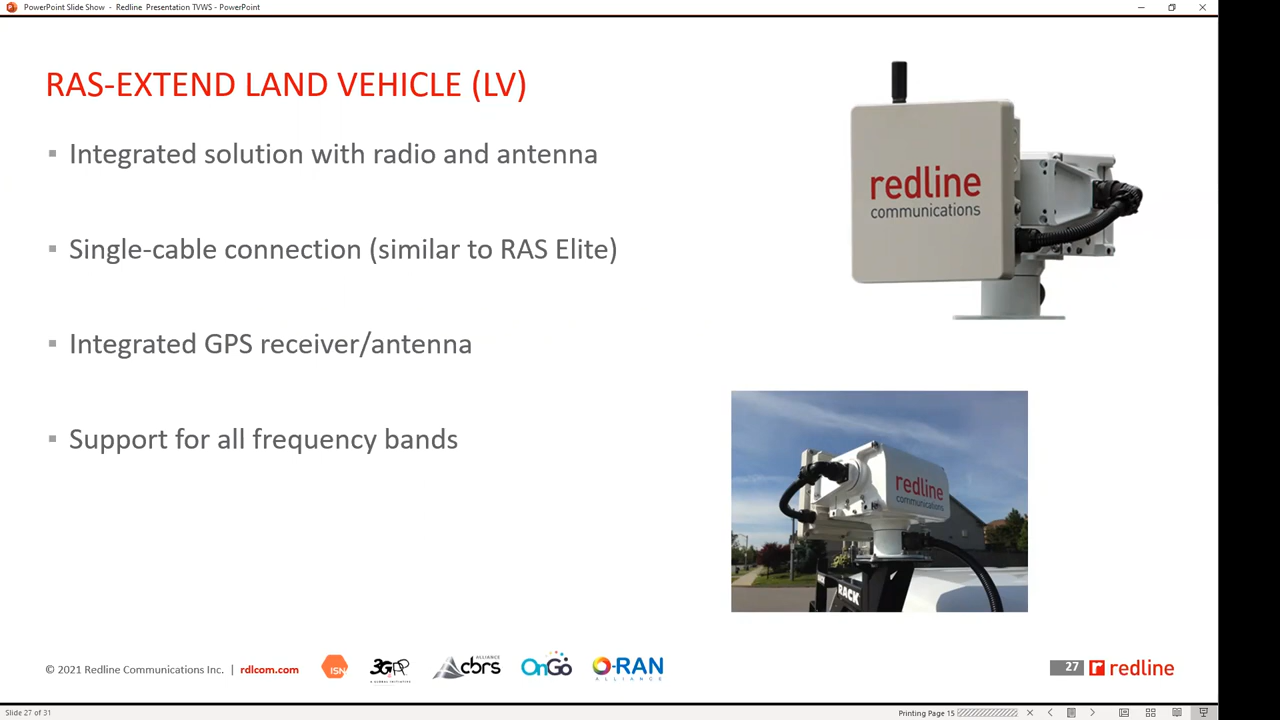 PowerPoint Slide Show - Redline Presentation TVWS - PowerPoint
RAS-EXTEND LAND VEHICLE (LV)
Integrated solution with radio and antenna
Single-cable connection (similar to RAS Elite)
Integrated GPS receiver/antenna
Support for all frequency bands
redline
communications
redline
communications
RACK
© 2021 Redline Communications Inc. | rdlcom.com
ISN
3GPP
A GLOBAL INITIATIVE
ALLIANCE
cbrs
OnGo
O-RAN
ALLIANCE
27
redline
Slide 27 of 31
Printing Page 15